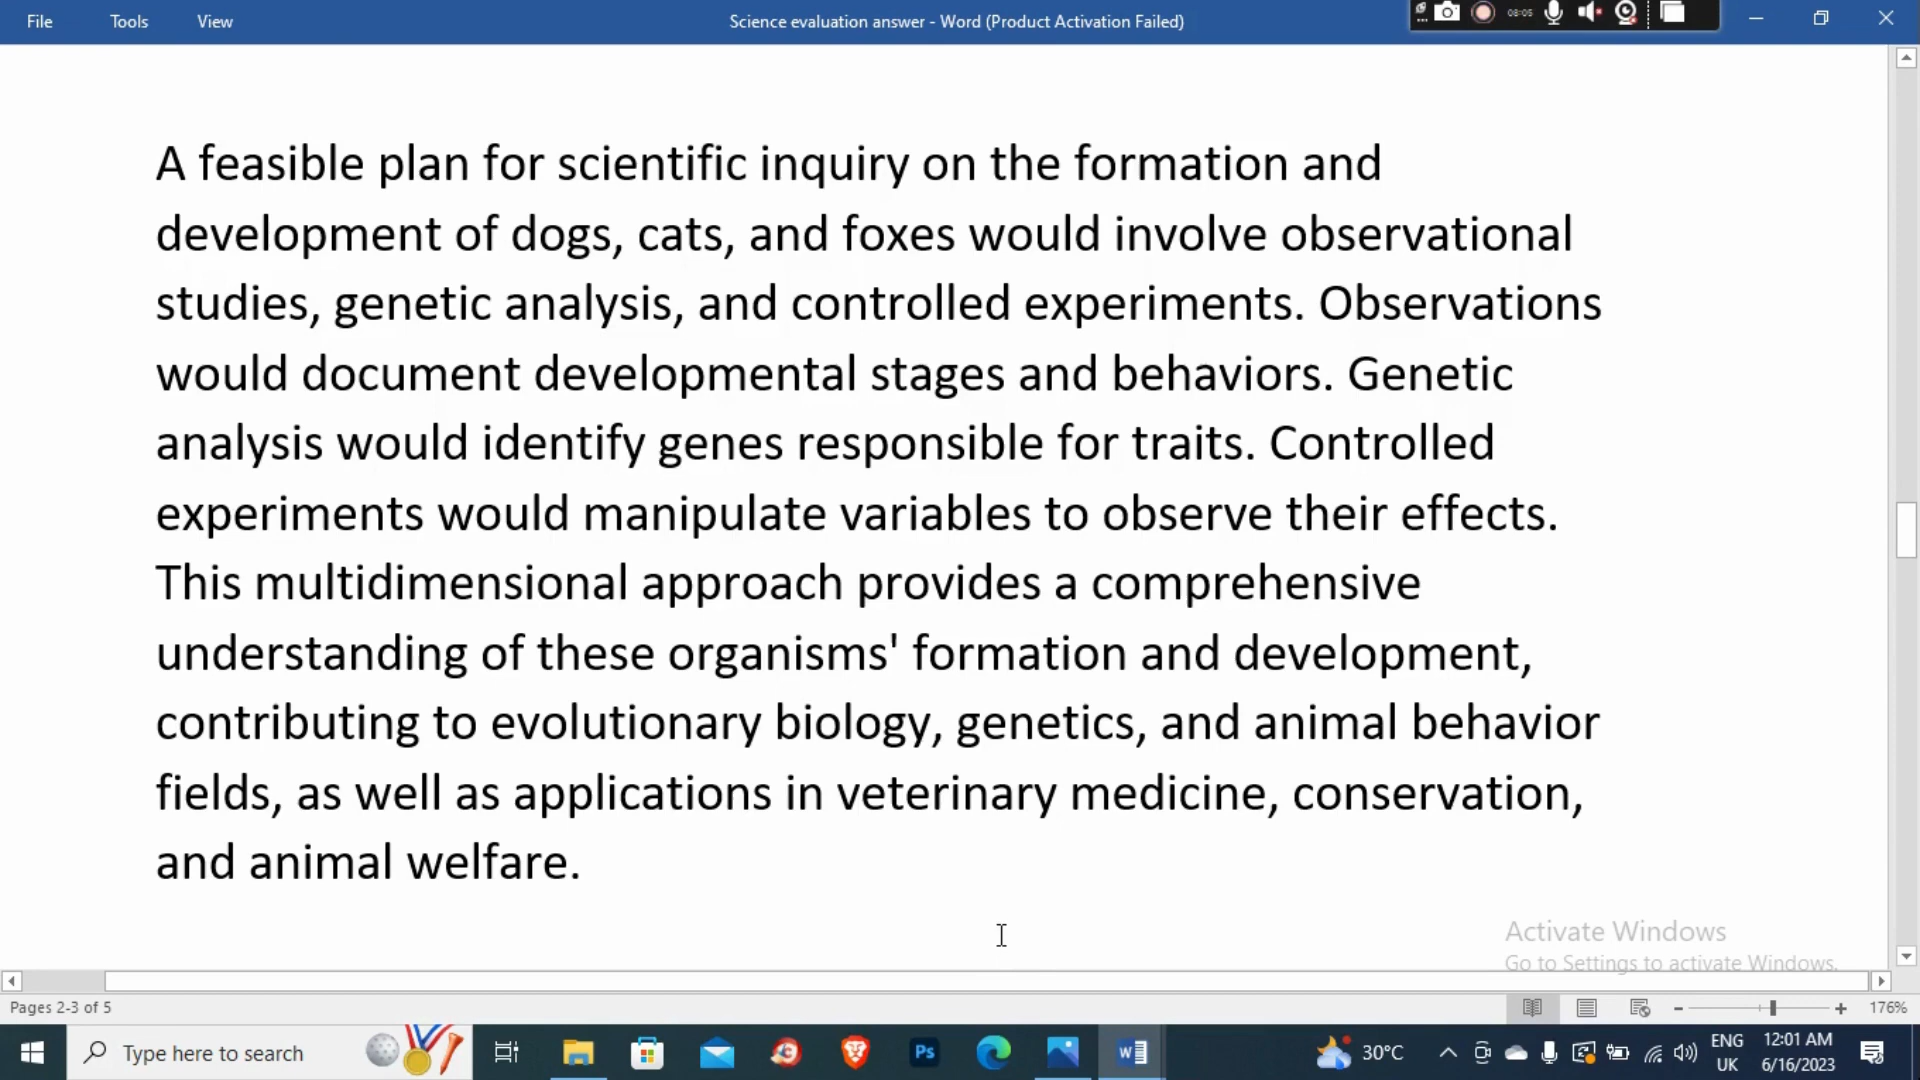 File Tools View Science evaluation answer - Word (Product Activation Failed) 08:05
A feasible plan for scientific inquiry on the formation and
development of dogs, cats, and foxes would involve observational
studies, genetic analysis, and controlled experiments. Observations
would document developmental stages and behaviors. Genetic
analysis would identify genes responsible for traits. Controlled
experiments would manipulate variables to observe their effects.
This multidimensional approach provides a comprehensive
understanding of these organisms' formation and development,
contributing to evolutionary biology, genetics, and animal behavior
fields, as well as applications in veterinary medicine, conservation,
and animal welfare.
Activate Windows
Go to Settings to activate Windows.
Pages 2-3 of 5 176%
Type here to search Ps W 30°C ENG 12:01 AM
UK 6/16/2023